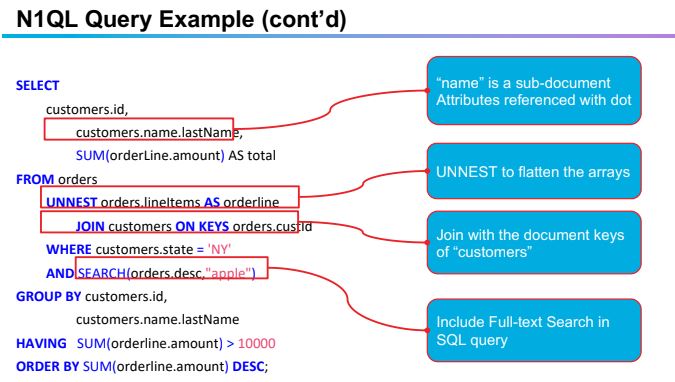 N1QL Query Example (cont’d)
SELECT
customers.id,
customers.name.lastName,
SUM(orderLine.amount) AS total
FROM orders
UNNEST orders.lineItems AS orderline
JOIN customers ON KEYS orders.custId
WHERE customers.state = 'NY'
AND SEARCH(orders.desc,"apple")
GROUP BY customers.id,
customers.name.lastName
HAVING SUM(orderline.amount) > 10000
ORDER BY SUM(orderline.amount) DESC;
“name” is a sub-document
Attributes referenced with dot
UNNEST to flatten the arrays
Join with the document keys
of “customers”
Include Full-text Search in
SQL query